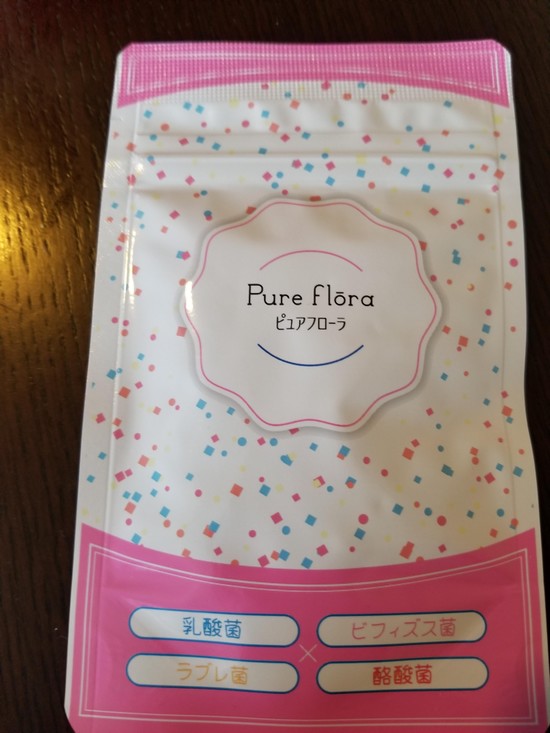 Pure flōra
ピュアフローラ
乳酸菌
ビフィズス菌
×
ラブレ菌
酪酸菌